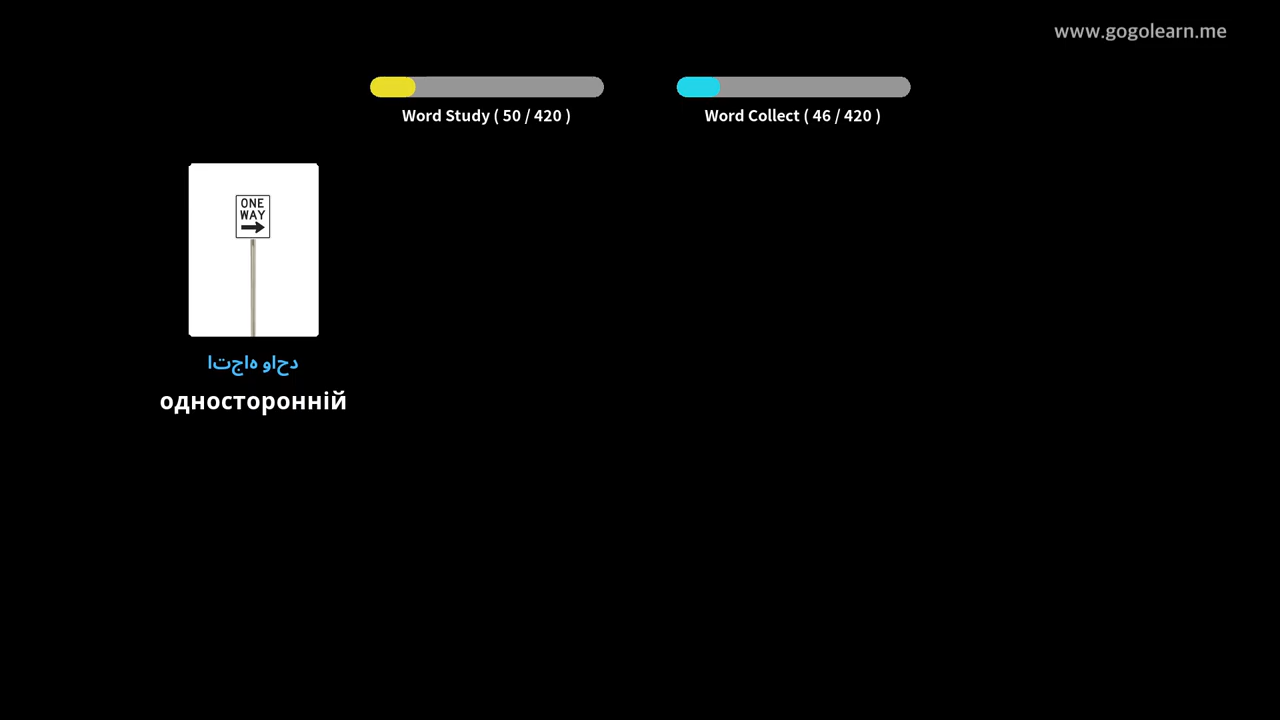 www.gogolearn.me
Word Study ( 50 / 420 )
Word Collect ( 46 / 420 )
ONE
WAY
دحاو هاجتا
односторонній